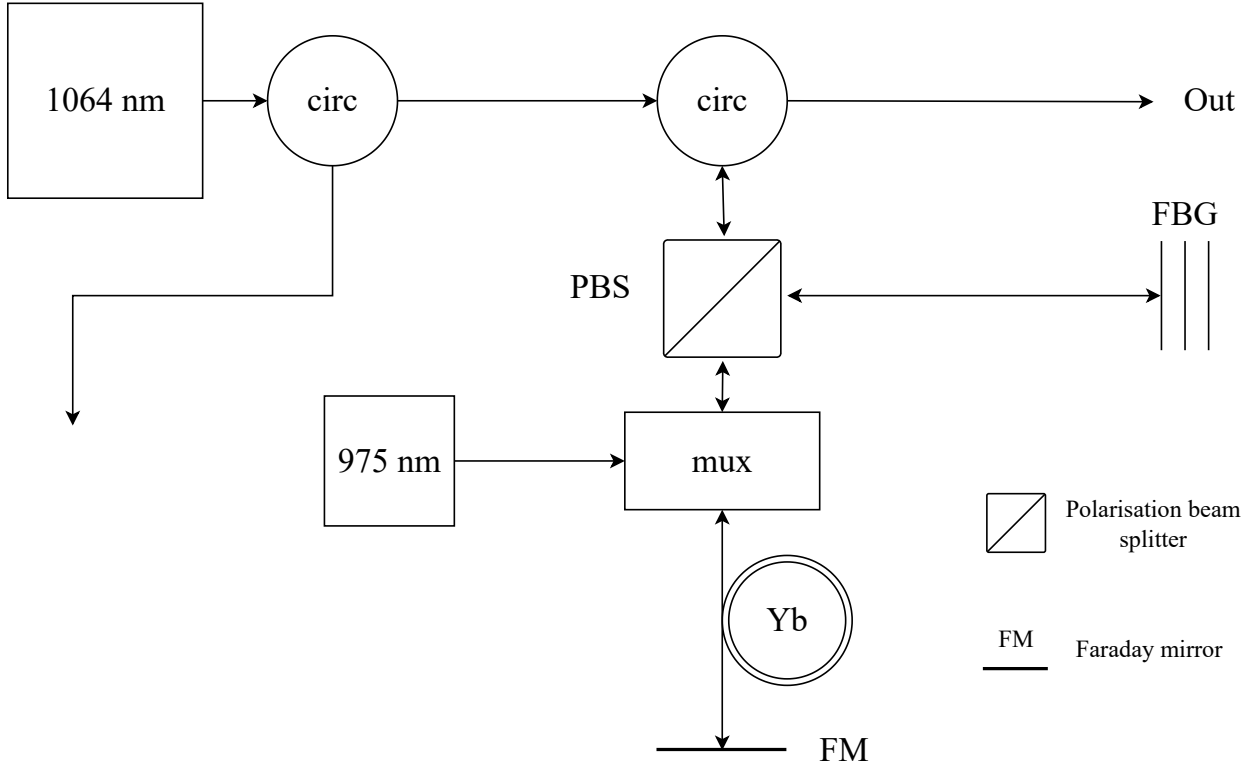 1064 nm
circ
circ
Out
FBG
PBS
975 nm
mux
Polarisation beam
splitter
Yb
FM
Faraday mirror
FM